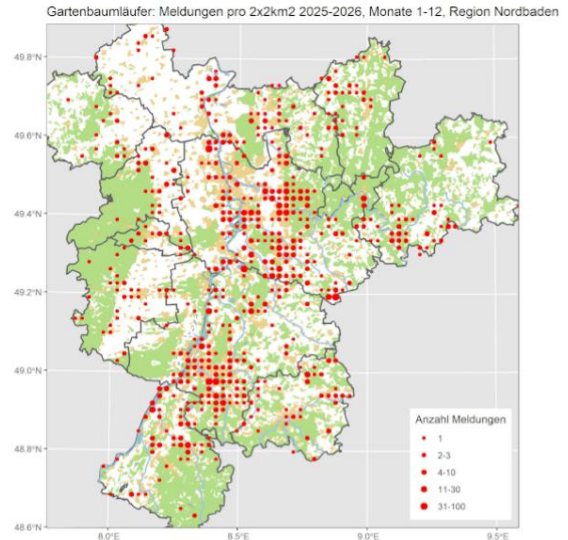 Gartenbaumläufer: Meldungen pro 2x2km2 2025-2026, Monate 1-12, Region Nordbaden
49.8°N
49.6°N
49.4°N
49.2°N
49.0°N
48.8°N
48.6°N
Anzahl Meldungen
1
2-3
4-10
11-30
31-100
8.0°E
8.5°E
9.0°E
9.5°E